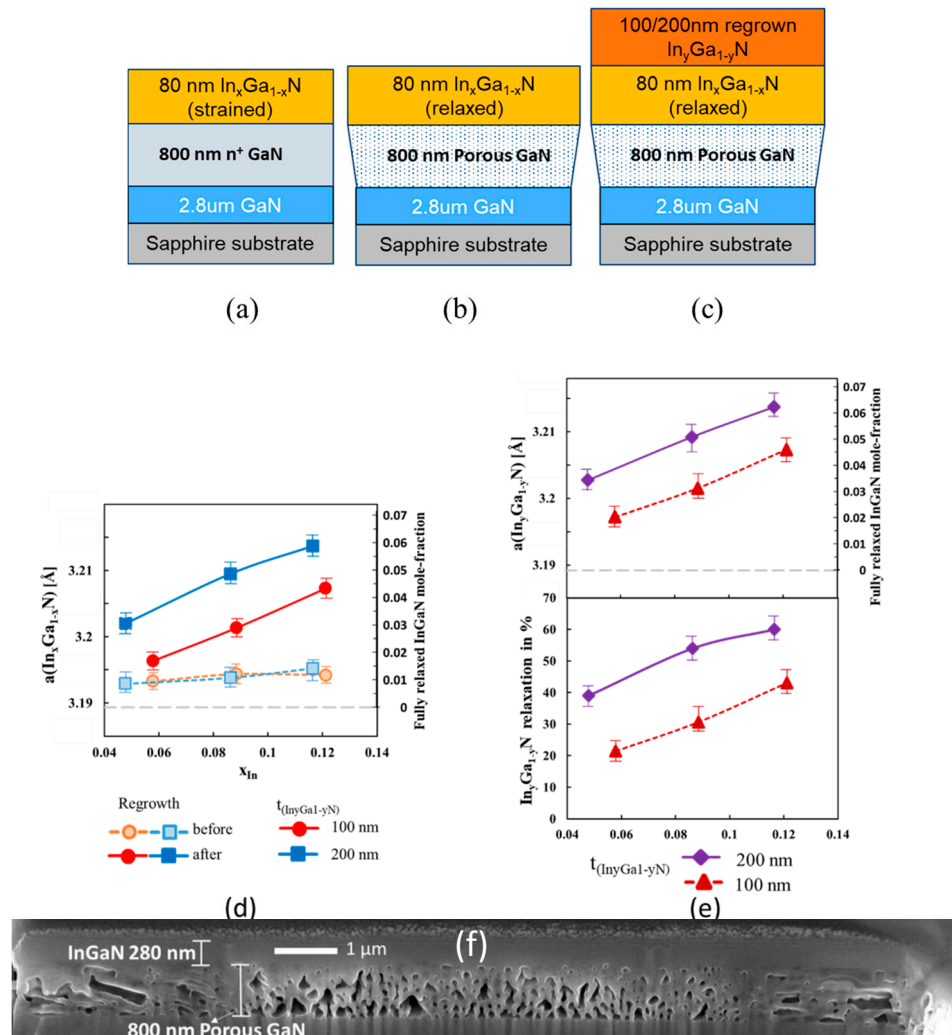 100/200nm regrown
InyGa1-yN
80 nm InxGa1-xN
(strained)
80 nm InxGa1-xN
(relaxed)
80 nm InxGa1-xN
(relaxed)
800 nm n+ GaN
800 nm Porous GaN
800 nm Porous GaN
2.8um GaN
2.8um GaN
2.8um GaN
Sapphire substrate
Sapphire substrate
Sapphire substrate
(a)
(b)
(c)
a(InxGa1-xN) [Å]
3.21
3.2
3.19
0.07
0.06
0.05
0.04
0.03
0.02
0.01
0
Fully relaxed InGaN mole-fraction
0.04
0.06
0.08
0.1
0.12
0.14
xIn
Regrowth
before
after
t(InyGa1-yN)
100 nm
200 nm
(d)
a(InyGa1-yN) [Å]
3.21
3.2
3.19
0.07
0.06
0.05
0.04
0.03
0.02
0.01
0
Fully relaxed InGaN mole-fraction
InyGa1-yN relaxation in %
70
60
50
40
30
20
10
0
0.04
0.06
0.08
0.1
0.12
0.14
t(InyGa1-yN)
200 nm
100 nm
(e)
InGaN 280 nm
1 µm
(f)
800 nm Porous GaN